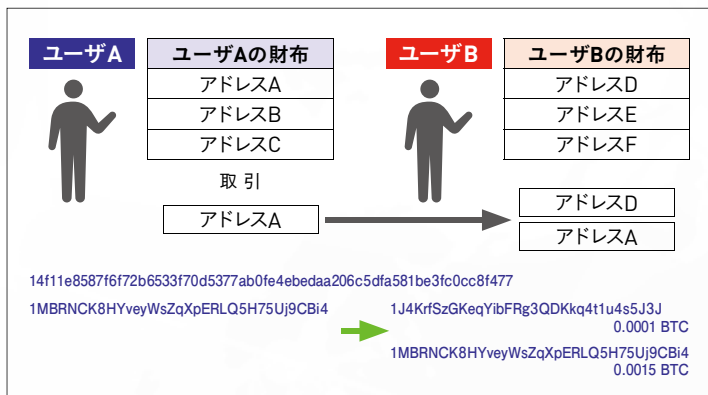 ユーザA
ユーザAの財布
アドレスA
アドレスB
アドレスC
ユーザB
ユーザBの財布
アドレスD
アドレスE
アドレスF
取引
アドレスA
アドレスD
アドレスA
14f11e8587f6f72b6533f70d5377ab0fe4ebedaa206c5dfa581be3fc0cc8f477
1MBRNCK8HYveyWsZqXpERLQ5H75Uj9CBi4
1J4KrfSzGKeqYibFRg3QDKkq4t1u4s5J3J
0.0001 BTC
1MBRNCK8HYveyWsZqXpERLQ5H75Uj9CBi4
0.0015 BTC